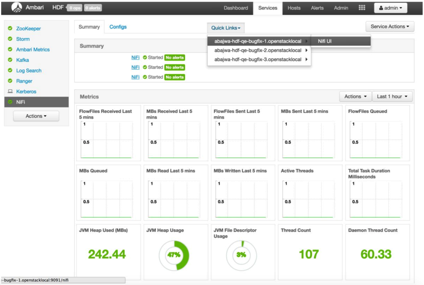 Ambari HDF 0 ops 0 alerts Dashboard Services Hosts Alerts Admin admin
ZooKeeper
Storm
Ambari Metrics
Kafka
Log Search
Ranger
Kerberos
NiFi
Actions
Summary Configs Quick Links Service Actions
abajwa-hdf-qe-bugfix-1.openstacklocal Nifi UI
abajwa-hdf-qe-bugfix-2.openstacklocal
abajwa-hdf-qe-bugfix-3.openstacklocal
Summary
NiFi Started No alerts
NiFi Started No alerts
NiFi Started No alerts
Metrics Actions Last 1 hour
FlowFiles Received Last 5 mins
1
0.5
MBs Received Last 5 mins
1
0.5
FlowFiles Sent Last 5 mins
1
0.5
MBs Sent Last 5 mins
1
0.5
FlowFiles Queued
1
0.5
MBs Queued
1
0.5
MBs Read Last 5 mins
1
0.5
MBs Written Last 5 mins
1
0.5
Active Threads
1
0.5
Total Task Duration Milliseconds
1
0.5
JVM Heap Used (MBs)
242.44
JVM Heap Usage
47%
JVM File Descriptor Usage
3%
Thread Count
107
Daemon Thread Count
60.33